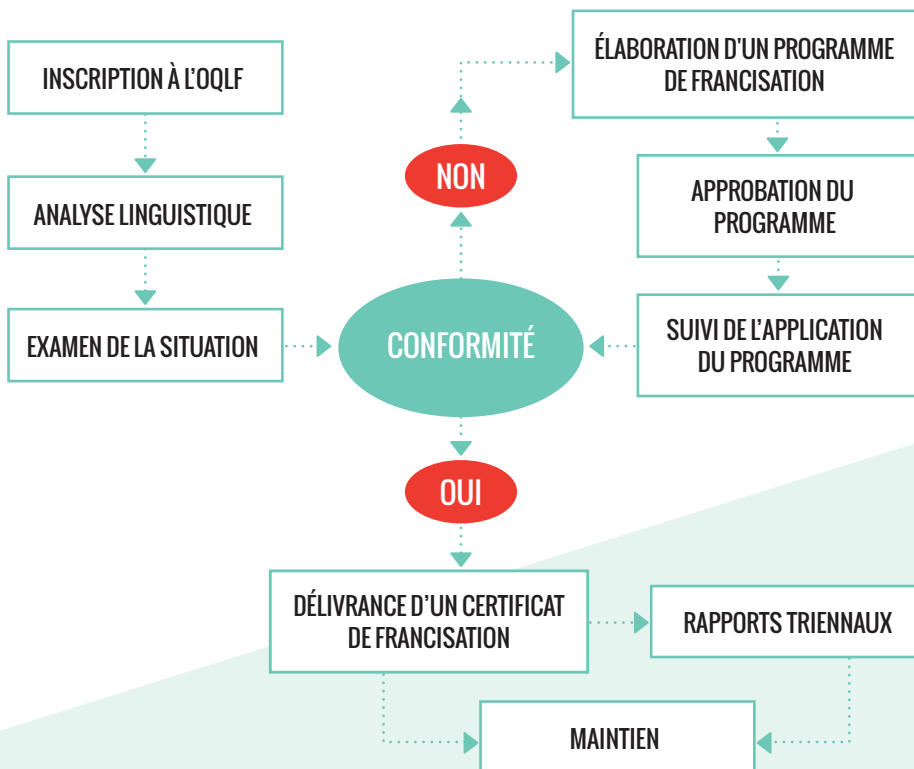 INSCRIPTION À L'OQLF
ANALYSE LINGUISTIQUE
EXAMEN DE LA SITUATION
CONFORMITÉ
NON
ÉLABORATION D'UN PROGRAMME
DE FRANCISATION
APPROBATION DU
PROGRAMME
SUIVI DE L'APPLICATION
DU PROGRAMME
OUI
DÉLIVRANCE D'UN CERTIFICAT
DE FRANCISATION
RAPPORTS TRIENNAUX
MAINTIEN